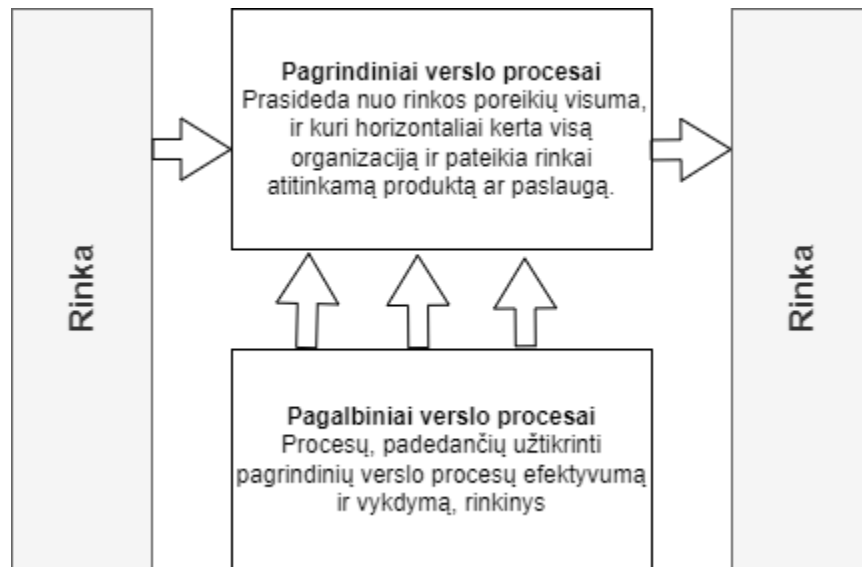 Rinka
Pagrindiniai verslo procesai
Prasideda nuo rinkos poreikių visuma,
ir kuri horizontaliai kerta visą
organizaciją ir pateikia rinkai
atitinkamą produktą ar paslaugą.
Pagalbiniai verslo procesai
Procesų, padedančių užtikrinti
pagrindinių verslo procesų efektyvumą
ir vykdymą, rinkinys
Rinka